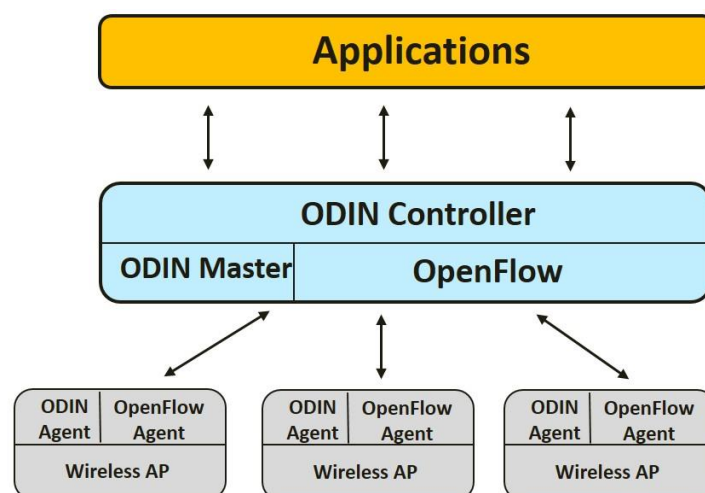 Applications
ODIN Controller
ODIN Master
OpenFlow
ODIN Agent
OpenFlow Agent
Wireless AP
ODIN Agent
OpenFlow Agent
Wireless AP
ODIN Agent
OpenFlow Agent
Wireless AP